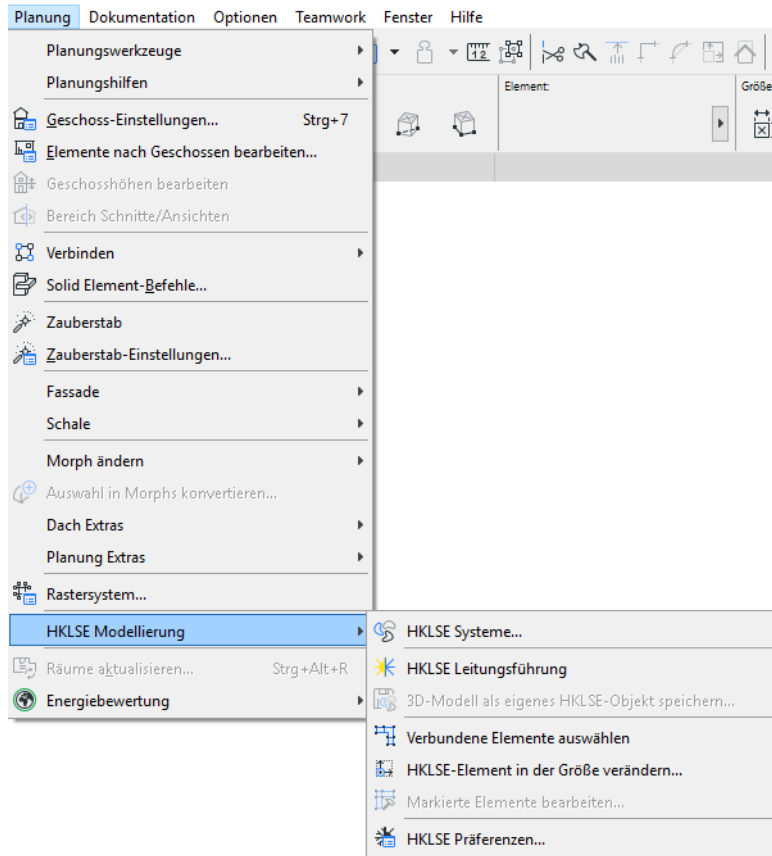 Planung Dokumentation Optionen Teamwork Fenster Hilfe
Planungswerkzeuge
Planungshilfen
Element:
Größe
Geschoss-Einstellungen... Strg+7
Elemente nach Geschossen bearbeiten...
Geschosshöhen bearbeiten
Bereich Schnitte/Ansichten
Verbinden
Solid Element-Befehle...
Zauberstab
Zauberstab-Einstellungen...
Fassade
Schale
Morph ändern
Auswahl in Morphs konvertieren...
Dach Extras
Planung Extras
Rastersystem...
HKLSE Modellierung
Räume aktualisieren... Strg+Alt+R
Energiebewertung
HKLSE Systeme...
HKLSE Leitungsführung
3D-Modell als eigenes HKLSE-Objekt speichern...
Verbundene Elemente auswählen
HKLSE-Element in der Größe verändern...
Markierte Elemente bearbeiten...
HKLSE Präferenzen...